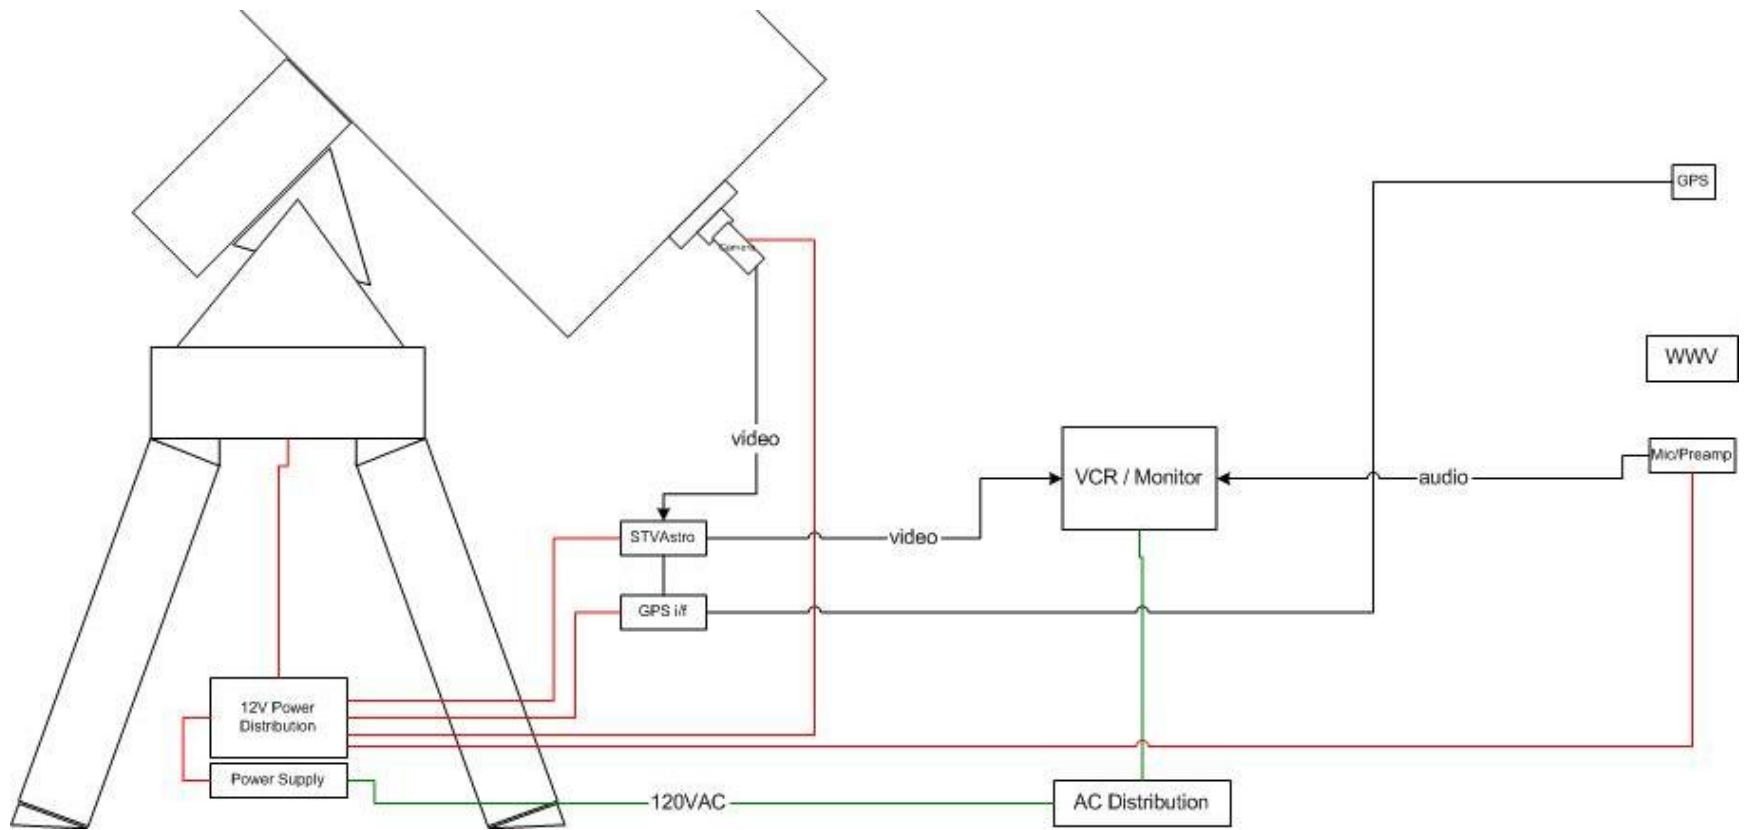 GPS
Camera
WWV
video
Mic/Preamp
VCR / Monitor
audio
STVAstro
video
GPS i/f
12V Power
Distribution
Power Supply
120VAC
AC Distribution